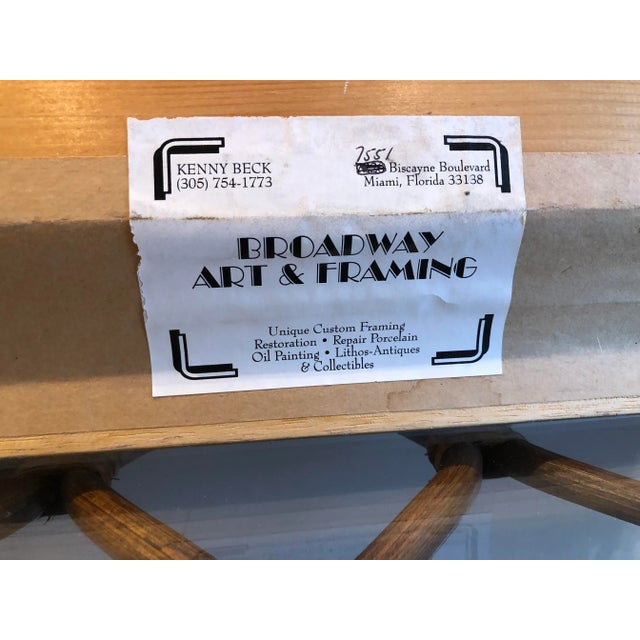 KENNY BECK
(305) 754-1773
7551
Biscayne Boulevard
Miami, Florida 33138
BROADWAY
ART & FRAMING
Unique Custom Framing
Restoration • Repair Porcelain
Oil Painting • Lithos-Antiques
& Collectibles